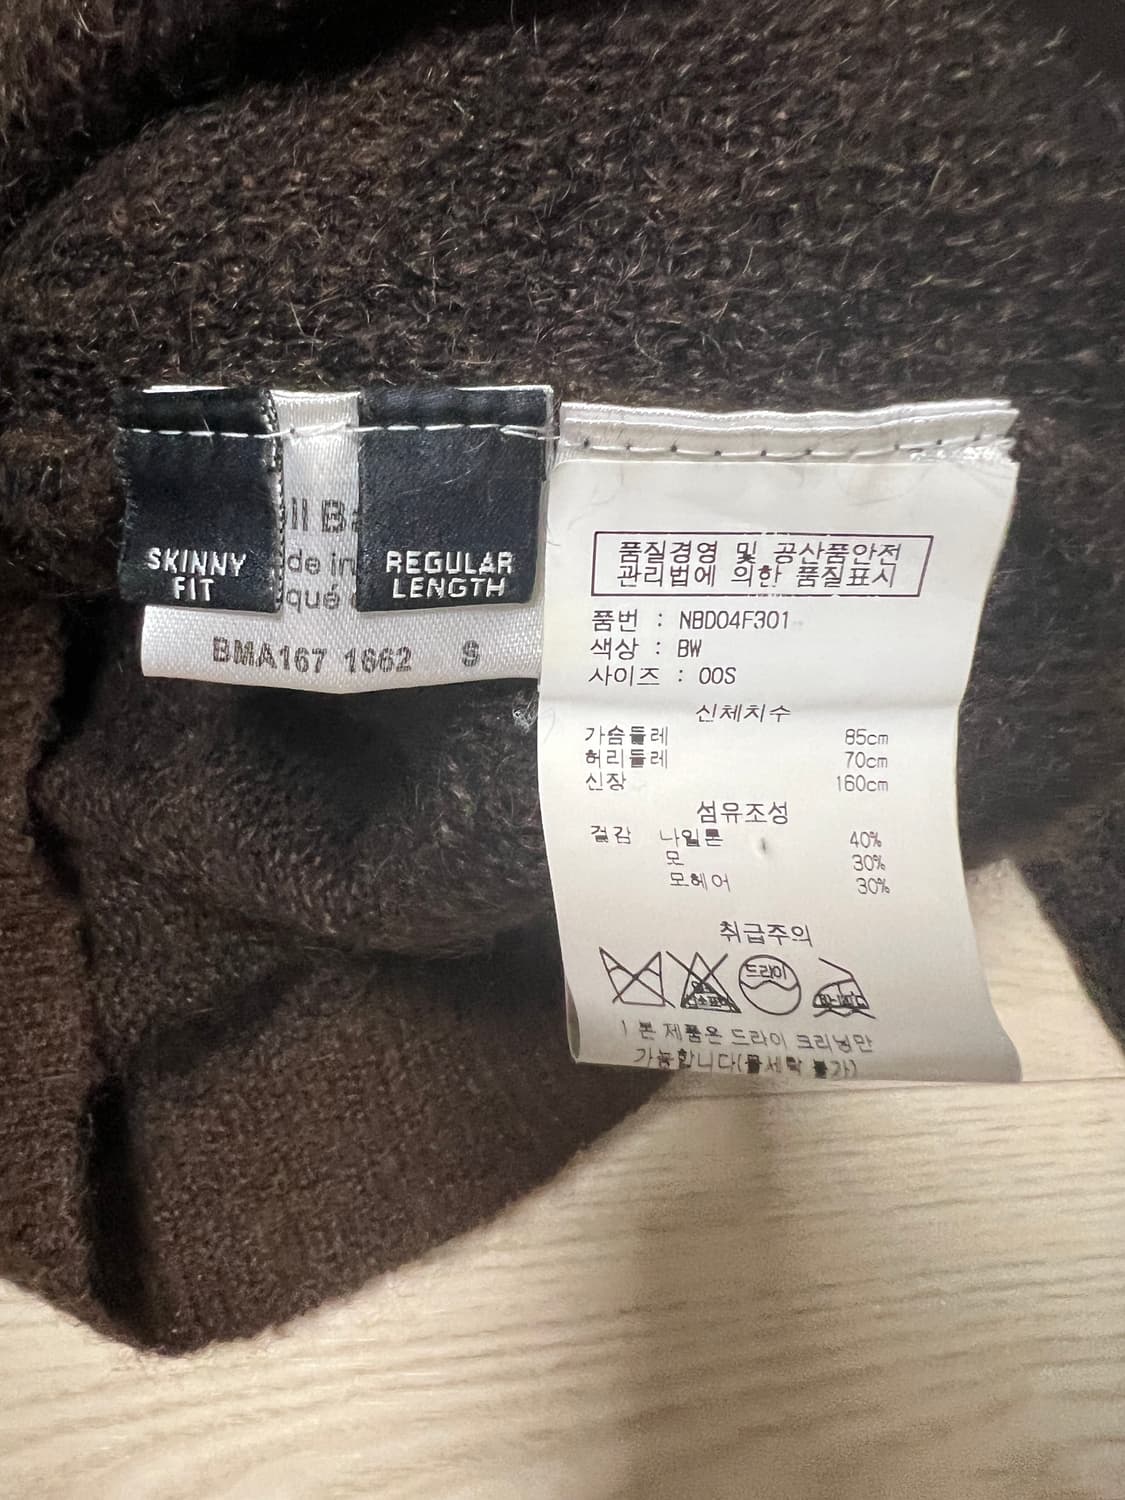 SKINNY
FIT
ll Ba
de in
qué
REGULAR
LENGTH
BMA167 1662 S
품질경영 및 공산품안전
관리법에 의한 품질표시
품번 : NBD04F301
색상 : BW
사이즈 : 00S
신체치수
가슴둘레 85cm
허리둘레 70cm
신장 160cm
섬유조성
겉감 나일론 40%
모 30%
모헤어 30%
취급주의
드라이
! 본 제품은 드라이 크리닝만
가능합니다(물세탁 불가)